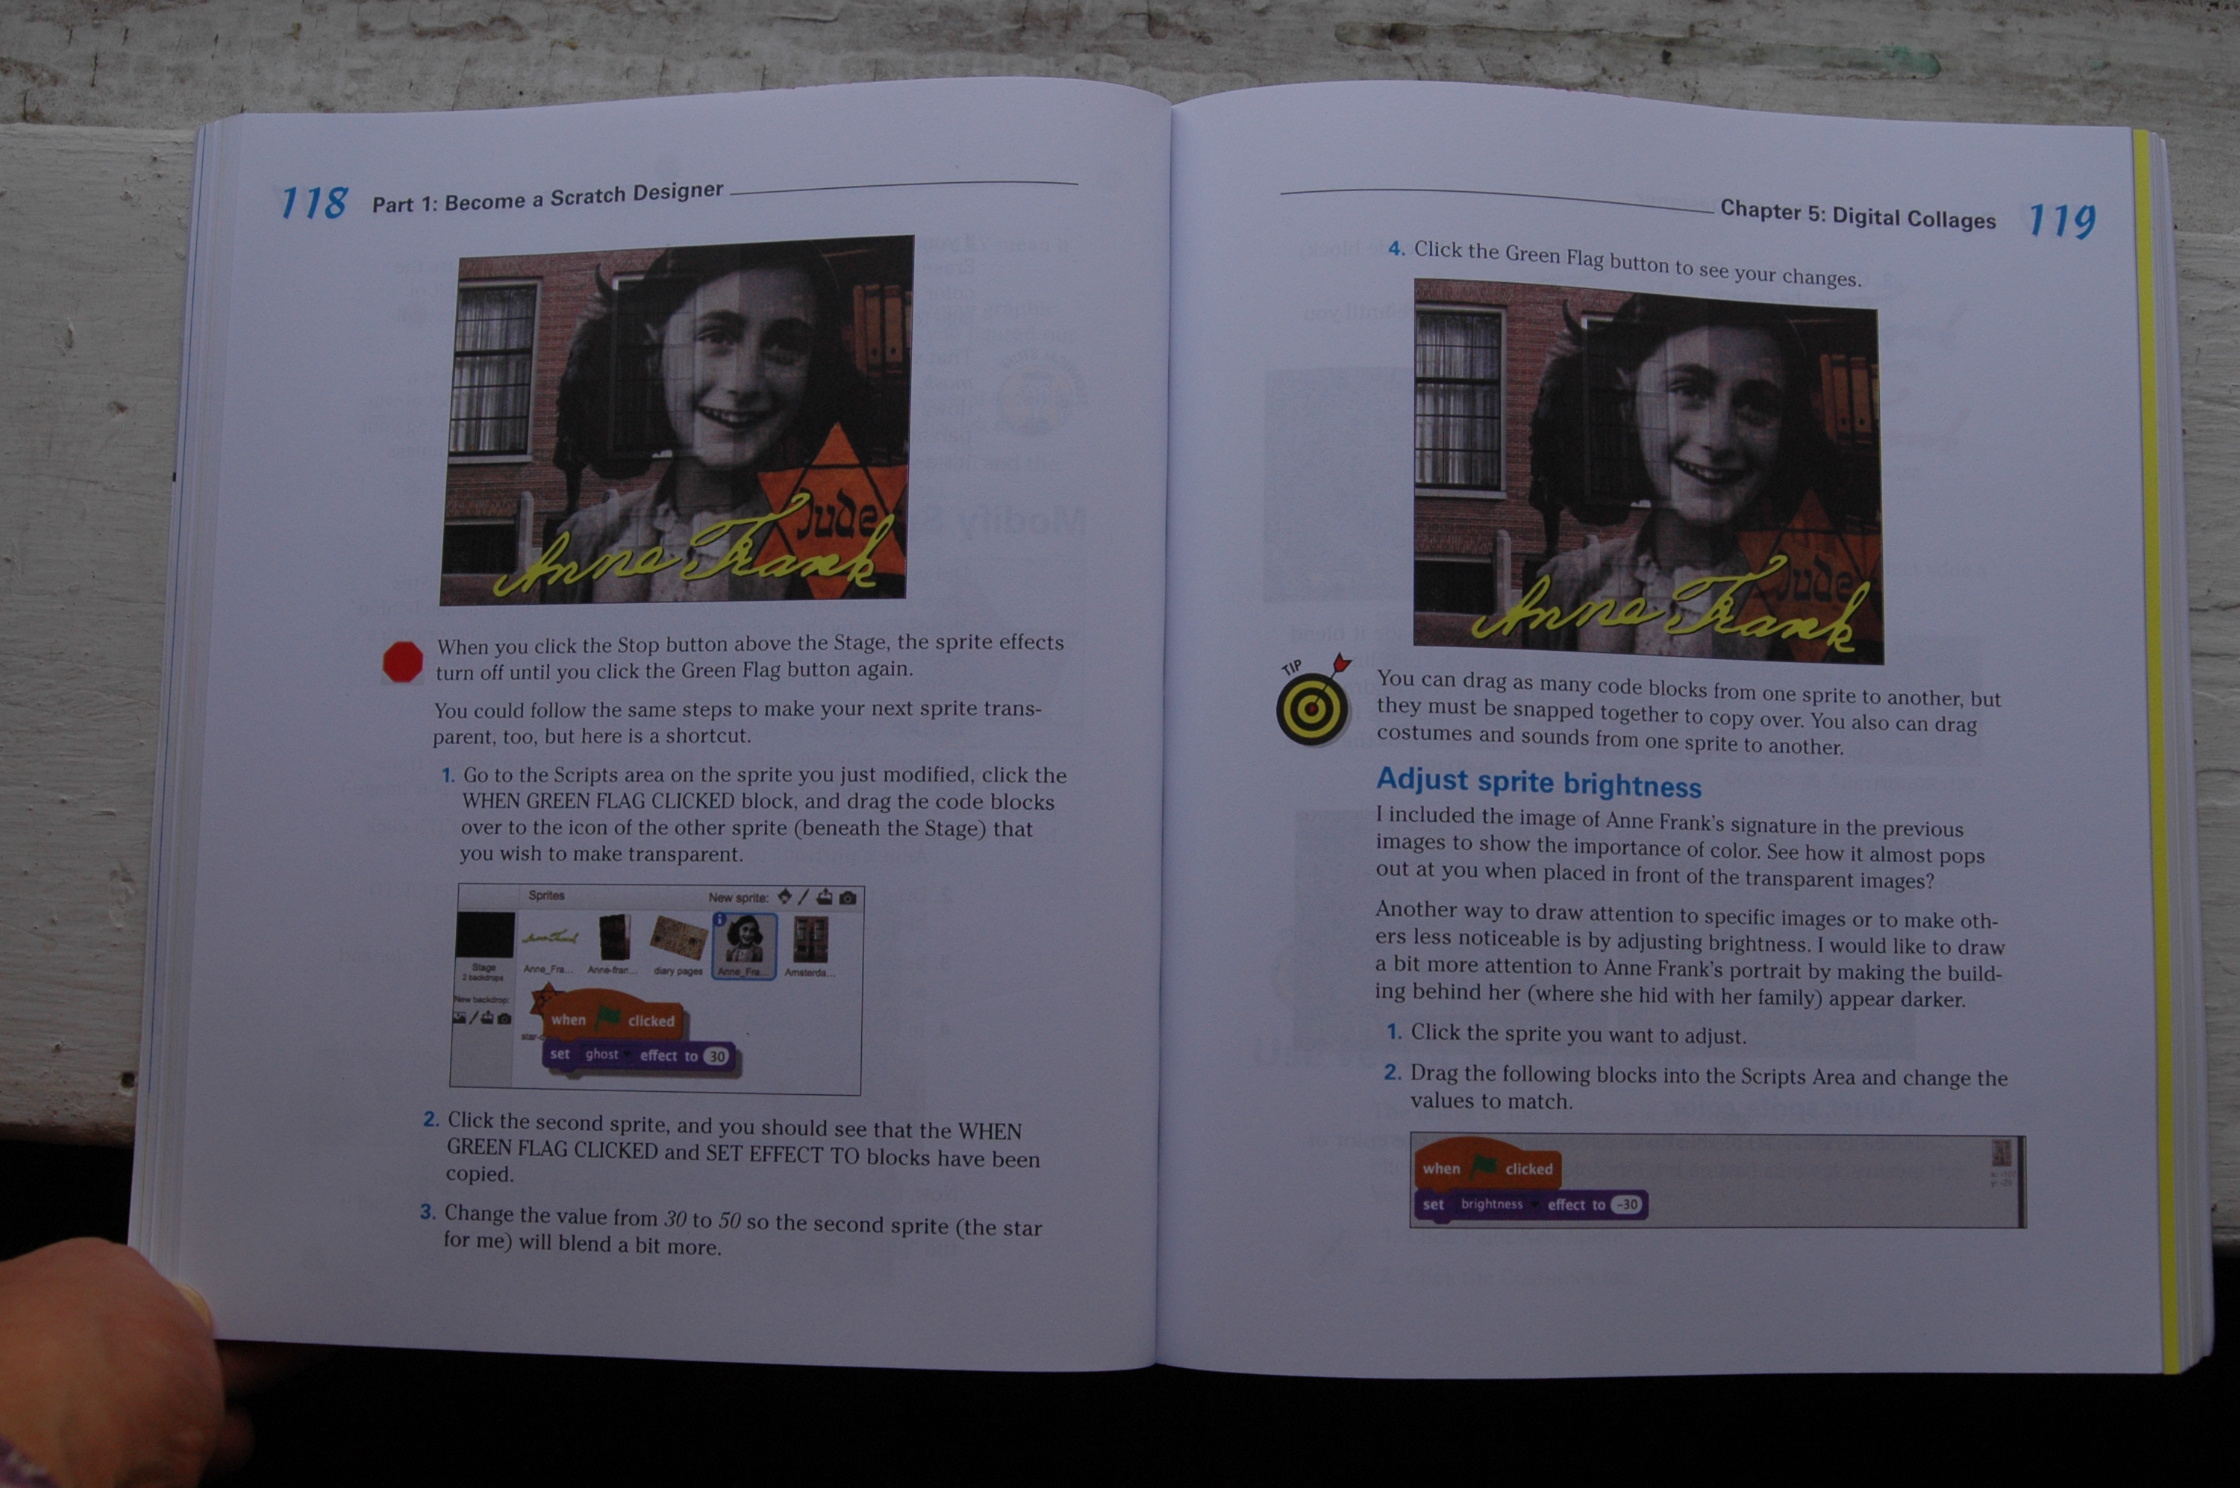 118 Part 1: Become a Scratch Designer
Jude
Anne Frank
When you click the Stop button above the Stage, the sprite effects
turn off until you click the Green Flag button again.
You could follow the same steps to make your next sprite trans-
parent, too, but here is a shortcut.
1. Go to the Scripts area on the sprite you just modified, click the
WHEN GREEN FLAG CLICKED block, and drag the code blocks
over to the icon of the other sprite (beneath the Stage) that
you wish to make transparent.
Sprites New sprite:
Stage
2 backdrops
Anne_Fra... Anne-fran... diary pages Anne_Fra... Amsterda...
New backdrop:
when clicked
set ghost effect to 30
2. Click the second sprite, and you should see that the WHEN
GREEN FLAG CLICKED and SET EFFECT TO blocks have been
copied.
3. Change the value from 30 to 50 so the second sprite (the star
for me) will blend a bit more.
Chapter 5: Digital Collages 119
4. Click the Green Flag button to see your changes.
Jude
Anne Frank
TIP
You can drag as many code blocks from one sprite to another, but
they must be snapped together to copy over. You also can drag
costumes and sounds from one sprite to another.
Adjust sprite brightness
I included the image of Anne Frank's signature in the previous
images to show the importance of color. See how it almost pops
out at you when placed in front of the transparent images?
Another way to draw attention to specific images or to make oth-
ers less noticeable is by adjusting brightness. I would like to draw
a bit more attention to Anne Frank's portrait by making the build-
ing behind her (where she hid with her family) appear darker.
1. Click the sprite you want to adjust.
2. Drag the following blocks into the Scripts Area and change the
values to match.
when clicked
set brightness effect to -30